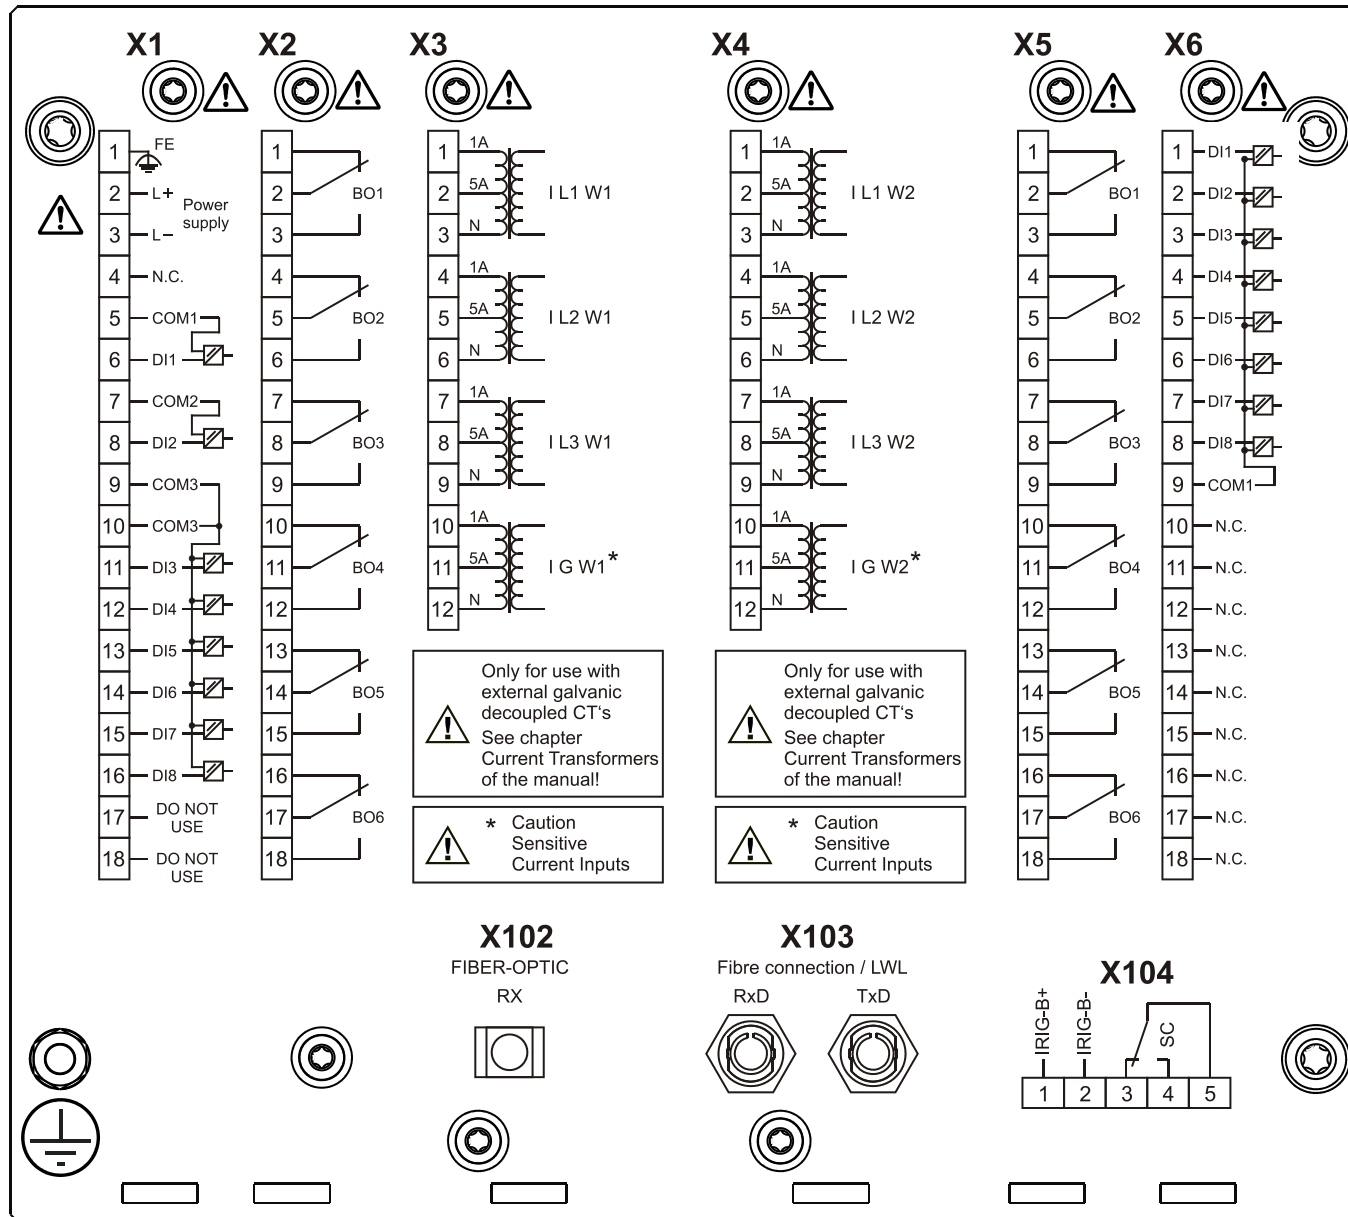 X1
1 FE
2 L+ Power
supply
3 L–
4 N.C.
5 COM1
6 DI1
7 COM2
8 DI2
9 COM3
10 COM3
11 DI3
12 DI4
13 DI5
14 DI6
15 DI7
16 DI8
17 DO NOT
USE
18 DO NOT
USE
X2
1
2 BO1
3
4
5 BO2
6
7
8 BO3
9
10
11 BO4
12
13
14 BO5
15
16
17 BO6
18
X3
1 1A
2 5A I L1 W1
3 N
4 1A
5 5A I L2 W1
6 N
7 1A
8 5A I L3 W1
9 N
10 1A
11 5A I G W1*
12 N
Only for use with
external galvanic
decoupled CT‘s
See chapter
Current Transformers
of the manual!
* Caution
Sensitive
Current Inputs
X4
1 1A
2 5A I L1 W2
3 N
4 1A
5 5A I L2 W2
6 N
7 1A
8 5A I L3 W2
9 N
10 1A
11 5A I G W2*
12 N
Only for use with
external galvanic
decoupled CT‘s
See chapter
Current Transformers
of the manual!
* Caution
Sensitive
Current Inputs
X5
1
2 BO1
3
4
5 BO2
6
7
8 BO3
9
10
11 BO4
12
13
14 BO5
15
16
17 BO6
18
X6
1 DI1
2 DI2
3 DI3
4 DI4
5 DI5
6 DI6
7 DI7
8 DI8
9 COM1
10 N.C.
11 N.C.
12 N.C.
13 N.C.
14 N.C.
15 N.C.
16 N.C.
17 N.C.
18 N.C.
X102
FIBER-OPTIC
RX
X103
Fibre connection / LWL
RxD TxD
X104
IRIG-B+
IRIG-B-
SC
1 2 3 4 5